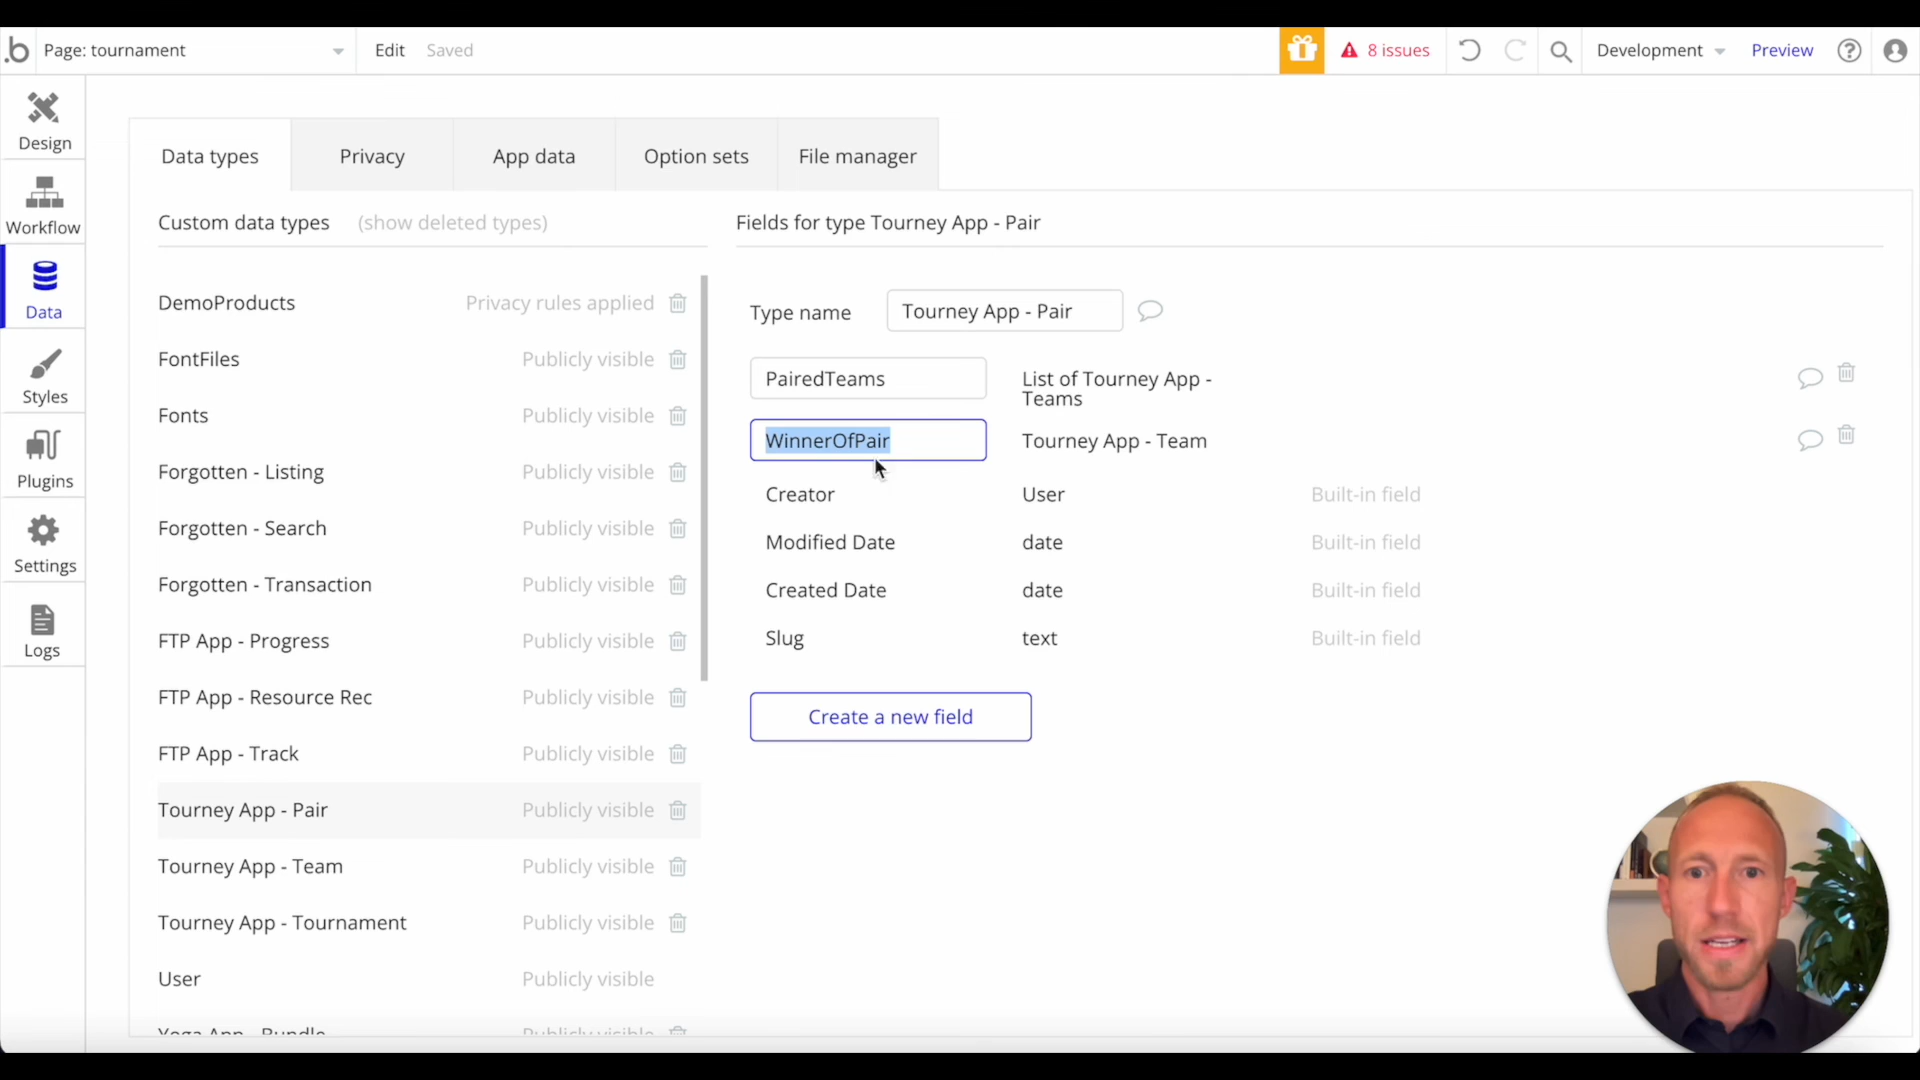 .b
Page: tournament
Edit
Saved
8 issues
Development
Preview
?
Design
Workflow
Data
Styles
Plugins
Settings
Logs
Data types
Privacy
App data
Option sets
File manager
Custom data types (show deleted types)
DemoProducts Privacy rules applied
FontFiles Publicly visible
Fonts Publicly visible
Forgotten - Listing Publicly visible
Forgotten - Search Publicly visible
Forgotten - Transaction Publicly visible
FTP App - Progress Publicly visible
FTP App - Resource Rec Publicly visible
FTP App - Track Publicly visible
Tourney App - Pair Publicly visible
Tourney App - Team Publicly visible
Tourney App - Tournament Publicly visible
User Publicly visible
Yoga App - Bundle Publicly visible
Fields for type Tourney App - Pair
Type name Tourney App - Pair
PairedTeams List of Tourney App -
Teams
WinnerOfPair Tourney App - Team
Creator User Built-in field
Modified Date date Built-in field
Created Date date Built-in field
Slug text Built-in field
Create a new field